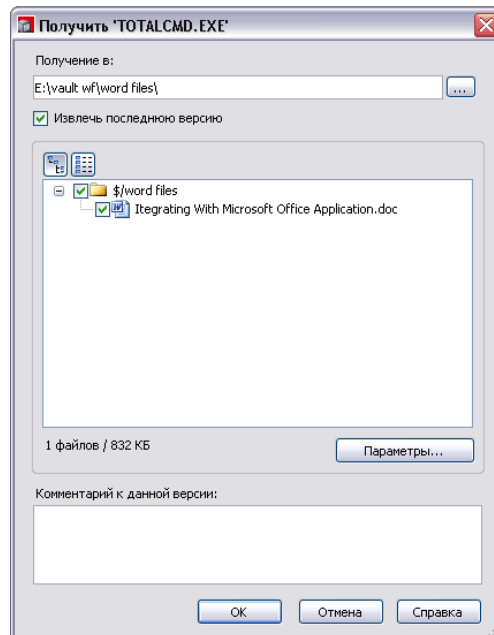 Получить 'TOTALCMD.EXE'
Получение в:
E:\vault wf\word files\
...
Извлечь последнюю версию
$/word files
Itegrating With Microsoft Office Application.doc
1 файлов / 832 КБ
Параметры...
Комментарий к данной версии:
ОК
Отмена
Справка